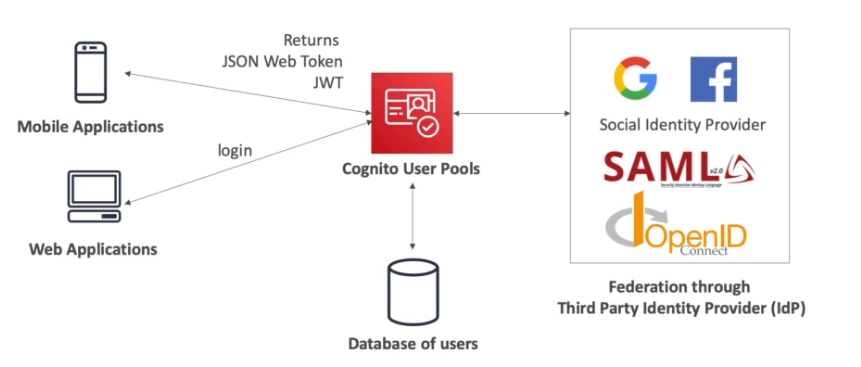 Returns
JSON Web Token
JWT
Mobile Applications
login
Web Applications
Cognito User Pools
Database of users
Social Identity Provider
SAML v2.0
Security Assertion Markup Language
OpenID
Connect
Federation through
Third Party Identity Provider (IdP)